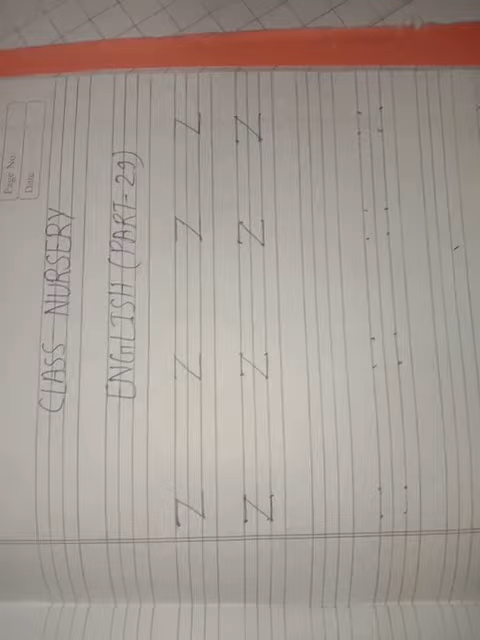 Page No.
Date
CLASS NURSERY
ENGLISH (PART-29)
N N N N
N N N N